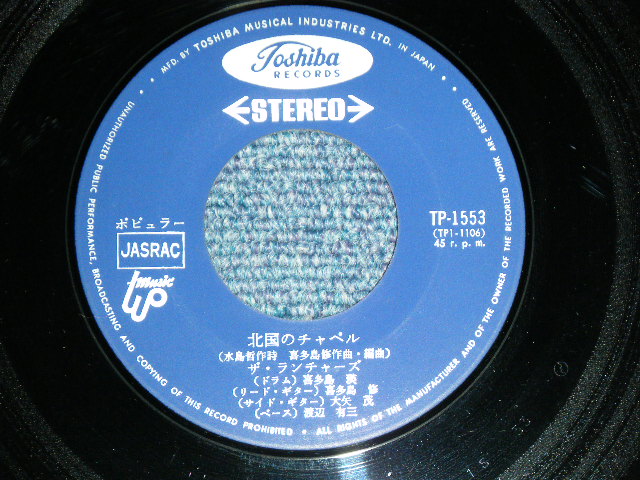 • MFD. BY TOSHIBA MUSICAL INDUSTRIES LTD. IN JAPAN •
Toshiba
RECORDS
STEREO
ポピュラー
JASRAC
music
TP-1553
(TP1-1106)
45 r. p. m.
北国のチャペル
(水島哲作詩 喜多島修作曲・編曲)
ザ・ランチャーズ
(ドラム) 喜多島
(リード・ギター) 喜多島 修
(サイド・ギター) 大矢 茂
(ベース) 渡辺 有三
UNAUTHORIZED PUBLIC PERFORMANCE, BROADCASTING AND COPYING OF THIS RECORD PROHIBITED • ALL RIGHTS OF THE MANUFACTURER AND OF THE OWNER OF THE RECORDED WORK ARE RESERVED